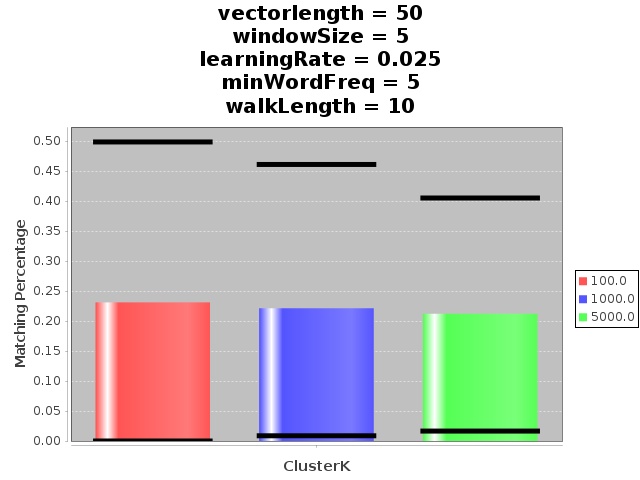 vectorlength = 50
windowSize = 5
learningRate = 0.025
minWordFreq = 5
walkLength = 10
0.50
0.45
0.40
0.35
0.30
0.25
0.20
0.15
0.10
0.05
0.00
Matching Percentage
ClusterK
100.0
1000.0
5000.0